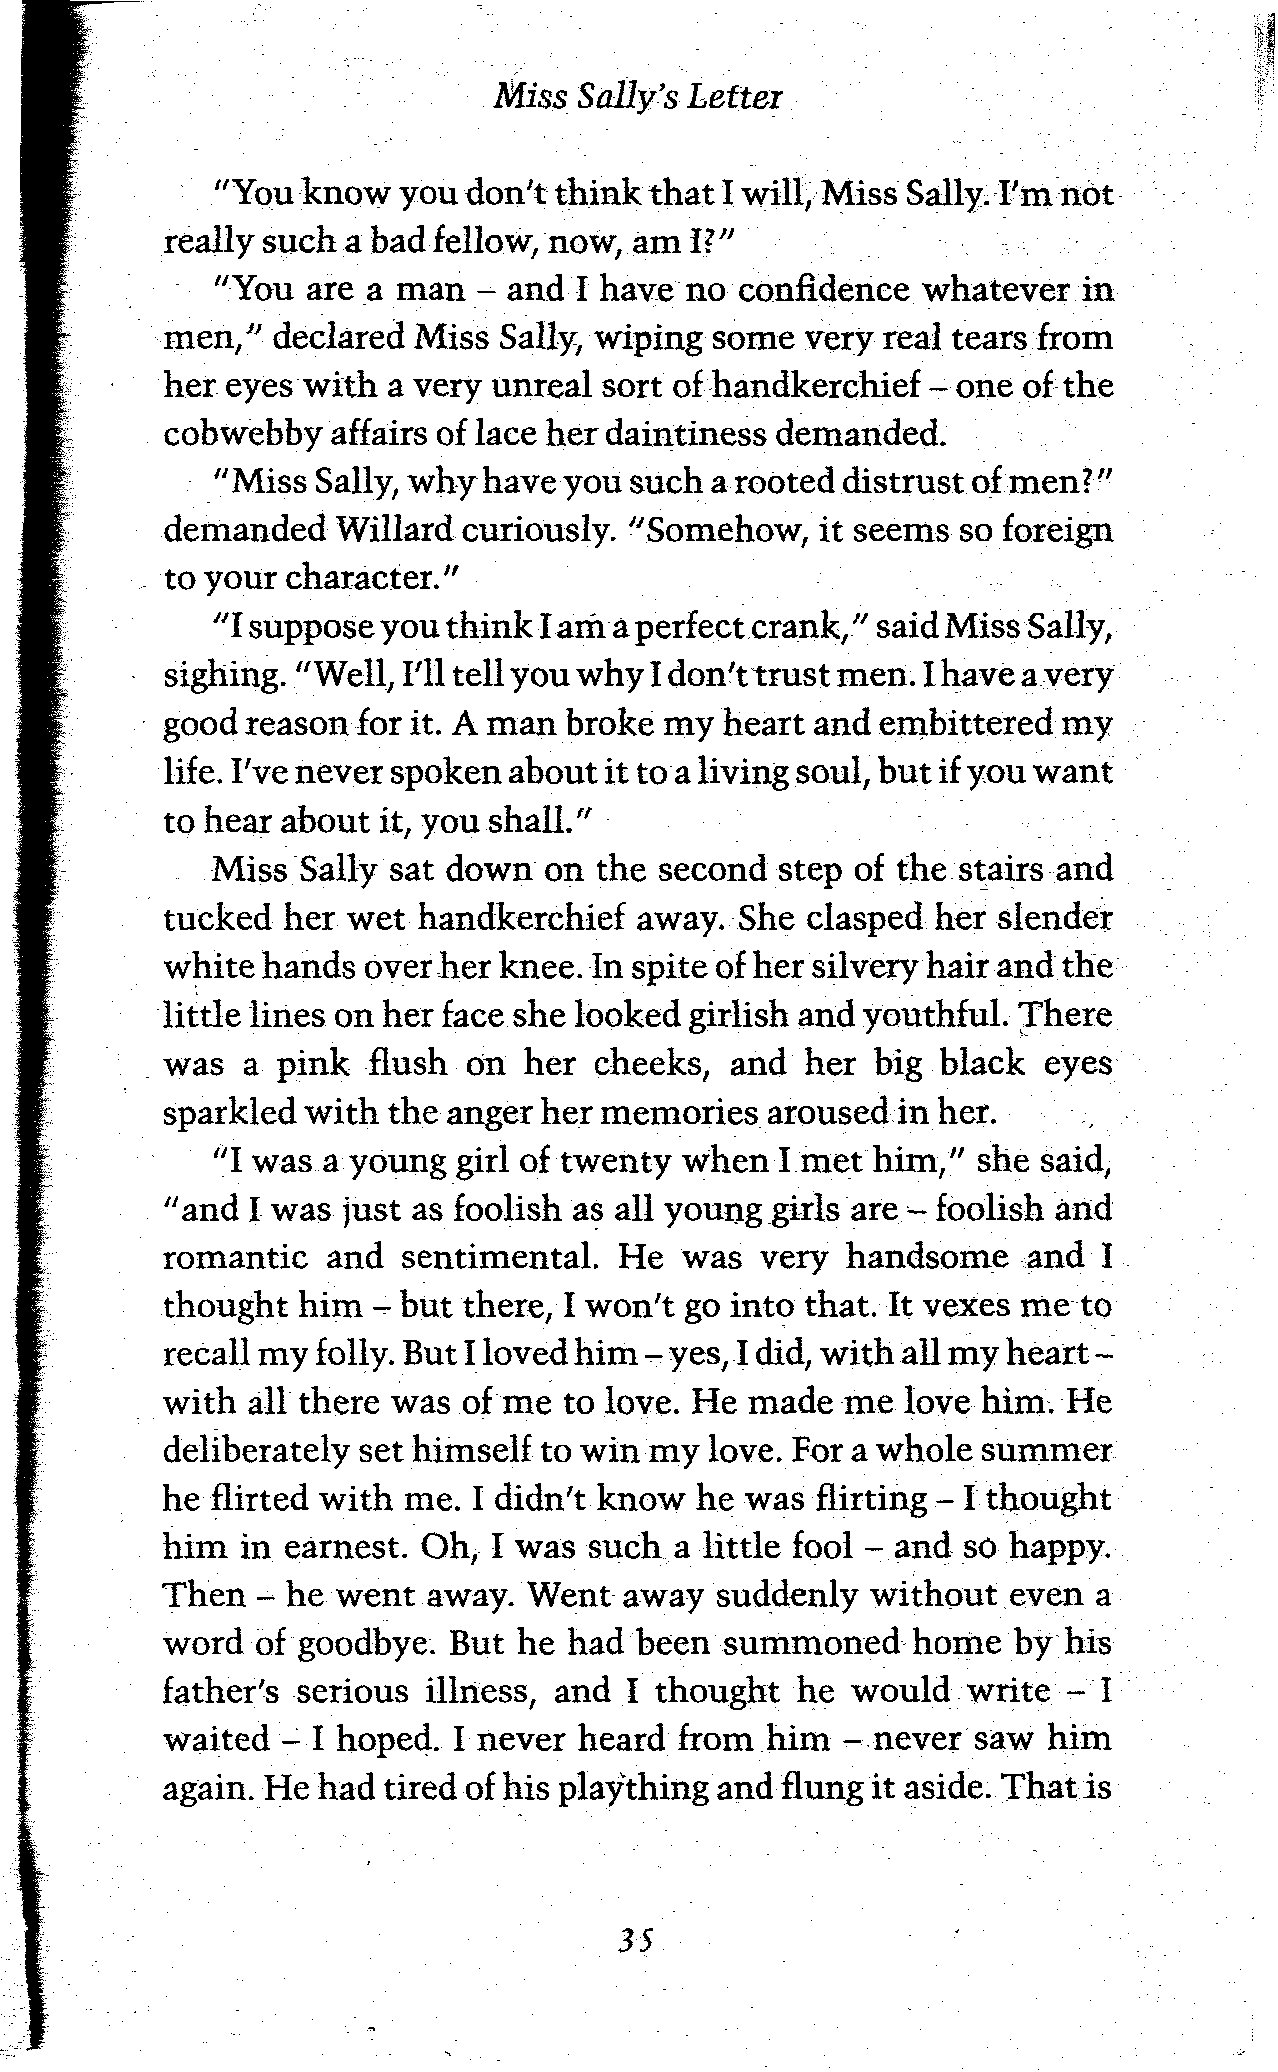 Miss Sally's Letter
"You know you don't think that I will, Miss Sally. I'm not
really such a bad fellow, now, am I?"
"You are a man – and I have no confidence whatever in
men," declared Miss Sally, wiping some very real tears from
her eyes with a very unreal sort of handkerchief – one of the
cobwebby affairs of lace her daintiness demanded.
"Miss Sally, why have you such a rooted distrust of men?"
demanded Willard curiously. "Somehow, it seems so foreign
to your character."
"I suppose you think I am a perfect crank," said Miss Sally,
sighing. "Well, I'll tell you why I don't trust men. I have a very
good reason for it. A man broke my heart and embittered my
life. I've never spoken about it to a living soul, but if you want
to hear about it, you shall."
Miss Sally sat down on the second step of the stairs and
tucked her wet handkerchief away. She clasped her slender
white hands over her knee. In spite of her silvery hair and the
little lines on her face she looked girlish and youthful. There
was a pink flush on her cheeks, and her big black eyes
sparkled with the anger her memories aroused in her.
"I was a young girl of twenty when I met him," she said,
"and I was just as foolish as all young girls are – foolish and
romantic and sentimental. He was very handsome and I
thought him – but there, I won't go into that. It vexes me to
recall my folly. But I loved him – yes, I did, with all my heart –
with all there was of me to love. He made me love him. He
deliberately set himself to win my love. For a whole summer
he flirted with me. I didn't know he was flirting – I thought
him in earnest. Oh, I was such a little fool – and so happy.
Then – he went away. Went away suddenly without even a
word of goodbye. But he had been summoned home by his
father's serious illness, and I thought he would write – I
waited – I hoped. I never heard from him – never saw him
again. He had tired of his plaything and flung it aside. That is
35